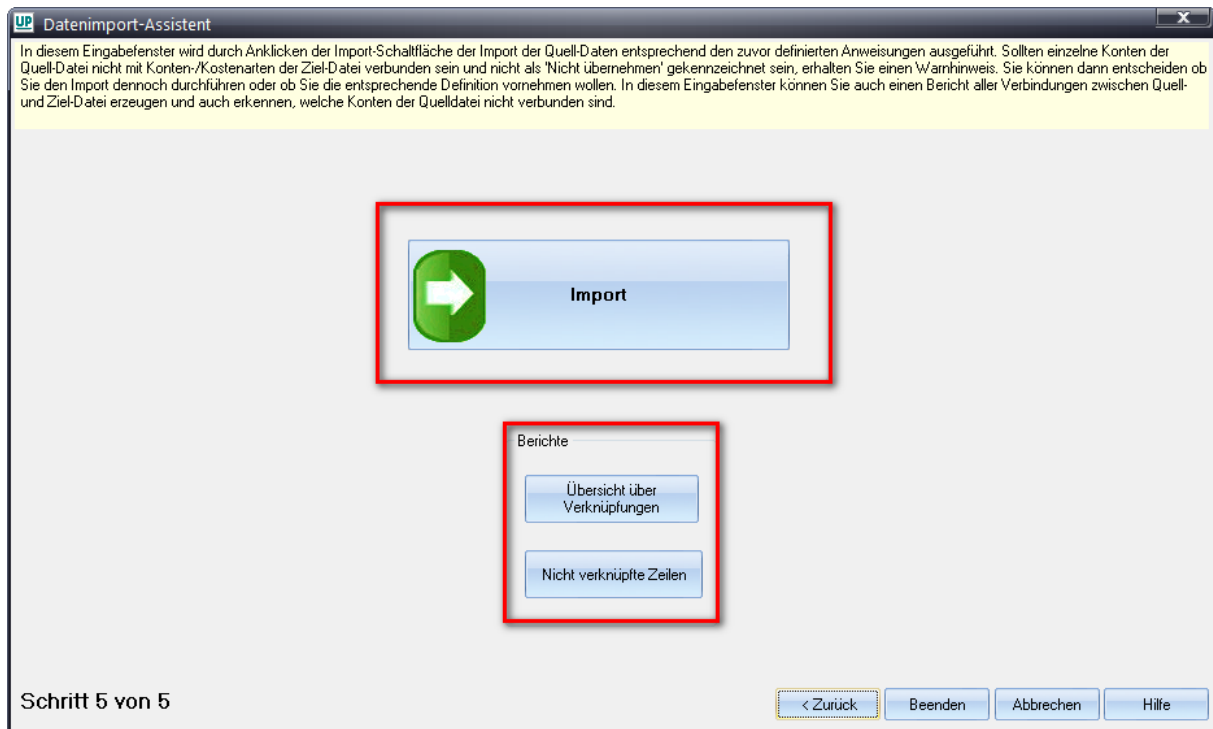 UP Datenimport-Assistent
X
In diesem Eingabefenster wird durch Anklicken der Import-Schaltfläche der Import der Quell-Daten entsprechend den zuvor definierten Anweisungen ausgeführt. Sollten einzelne Konten der
Quell-Datei nicht mit Konten-/Kostenarten der Ziel-Datei verbunden sein und nicht als 'Nicht übernehmen' gekennzeichnet sein, erhalten Sie einen Warnhinweis. Sie können dann entscheiden ob
Sie den Import dennoch durchführen oder ob Sie die entsprechende Definition vornehmen wollen. In diesem Eingabefenster können Sie auch einen Bericht aller Verbindungen zwischen Quell-
und Ziel-Datei erzeugen und auch erkennen, welche Konten der Quelldatei nicht verbunden sind.
Import
Berichte
Übersicht über
Verknüpfungen
Nicht verknüpfte Zeilen
Schritt 5 von 5
< Zurück
Beenden
Abbrechen
Hilfe